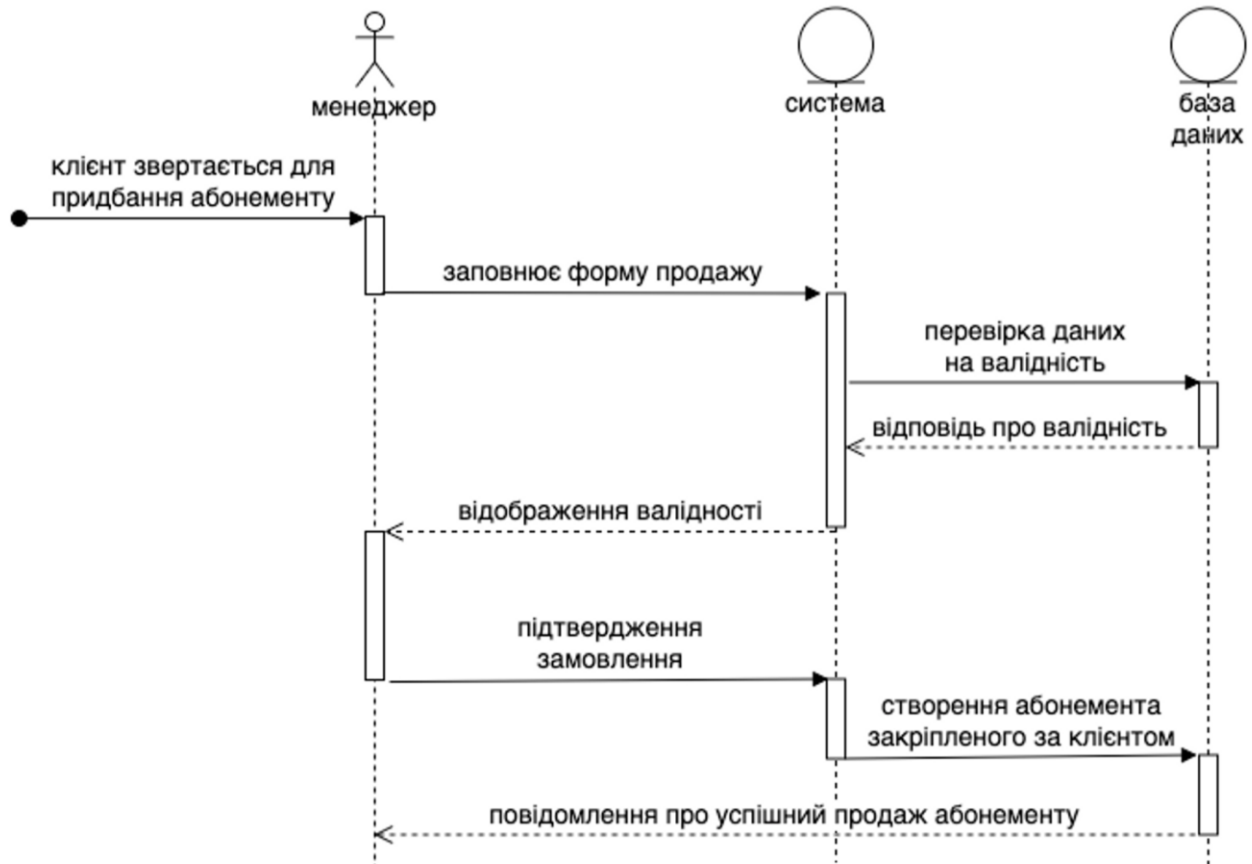 менеджер
система
база
даних
клієнт звертається для
придбання абонементу
заповнює форму продажу
перевірка даних
на валідність
відповідь про валідність
відображення валідності
підтвердження
замовлення
створення абонемента
закріпленого за клієнтом
повідомлення про успішний продаж абонементу